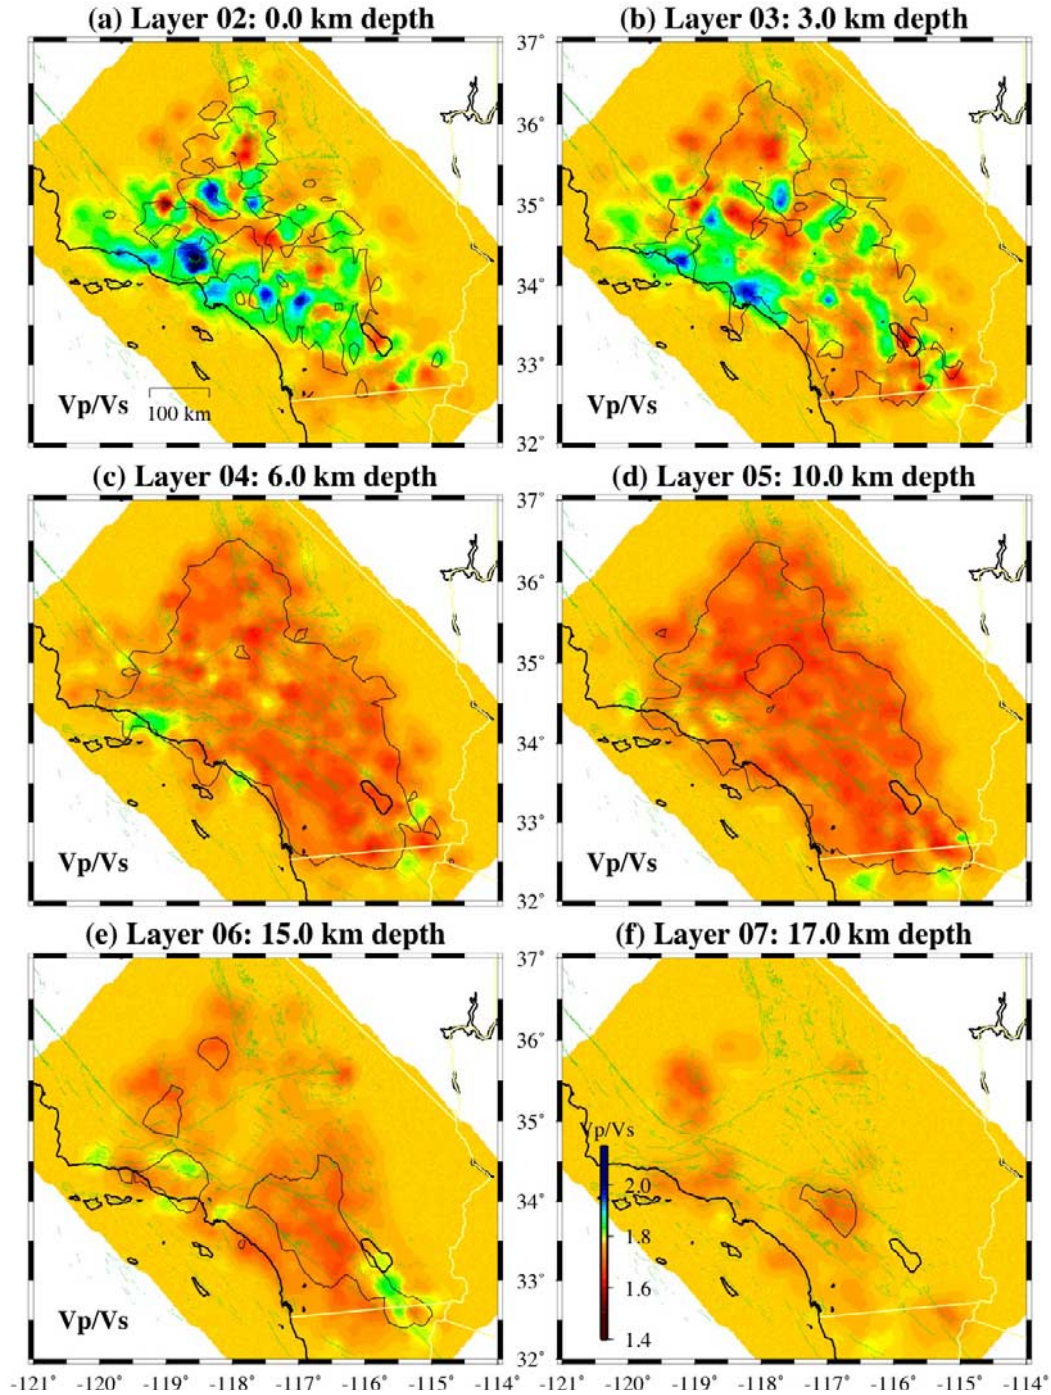 (a) Layer 02: 0.0 km depth
(b) Layer 03: 3.0 km depth
37°
36°
35°
34°
33°
32°
Vp/Vs
100 km
Vp/Vs
(c) Layer 04: 6.0 km depth
(d) Layer 05: 10.0 km depth
37°
36°
35°
34°
33°
32°
Vp/Vs
Vp/Vs
(e) Layer 06: 15.0 km depth
(f) Layer 07: 17.0 km depth
37°
36°
35°
34°
33°
32°
Vp/Vs
Vp/Vs
2.0
1.8
1.6
1.4
-121° -120° -119° -118° -117° -116° -115° -114°
-121° -120° -119° -118° -117° -116° -115° -114°